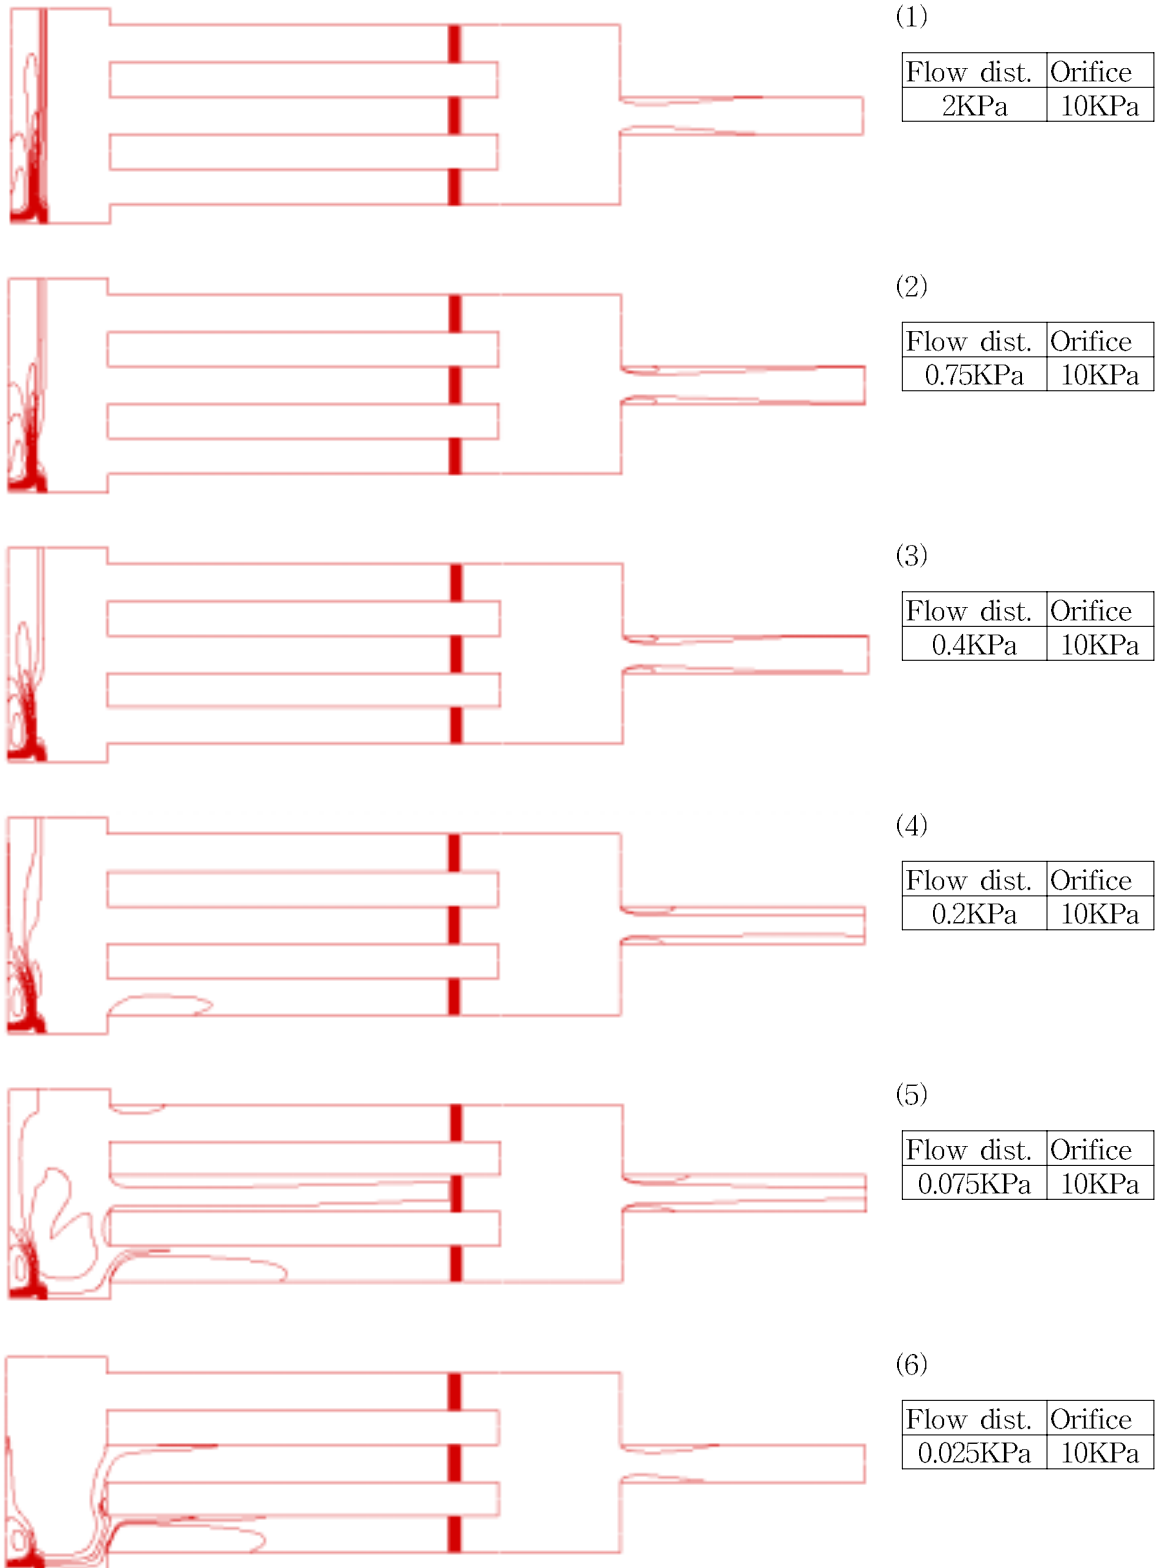 (1)
Flow dist. Orifice
2KPa 10KPa
(2)
Flow dist. Orifice
0.75KPa 10KPa
(3)
Flow dist. Orifice
0.4KPa 10KPa
(4)
Flow dist. Orifice
0.2KPa 10KPa
(5)
Flow dist. Orifice
0.075KPa 10KPa
(6)
Flow dist. Orifice
0.025KPa 10KPa